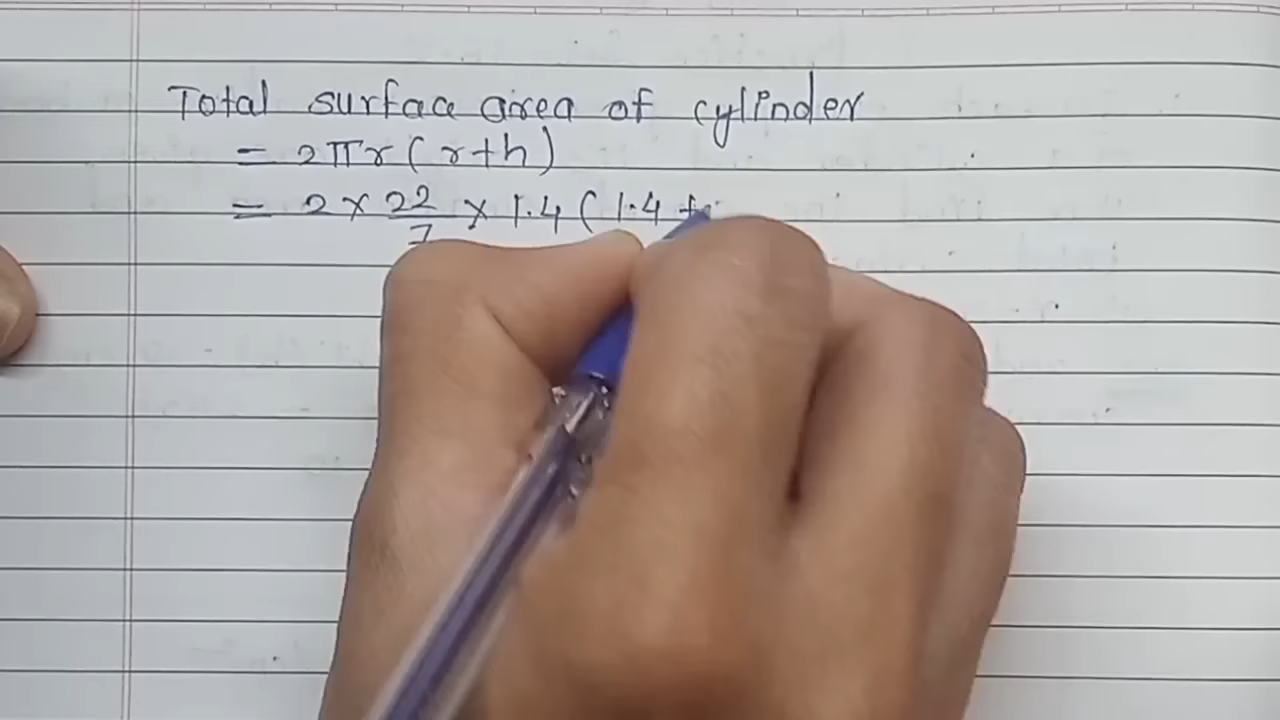 Total surface area of cylinder
= 2πr(r+h)
= 2 × 22/7 × 1.4 ( 1.4 +